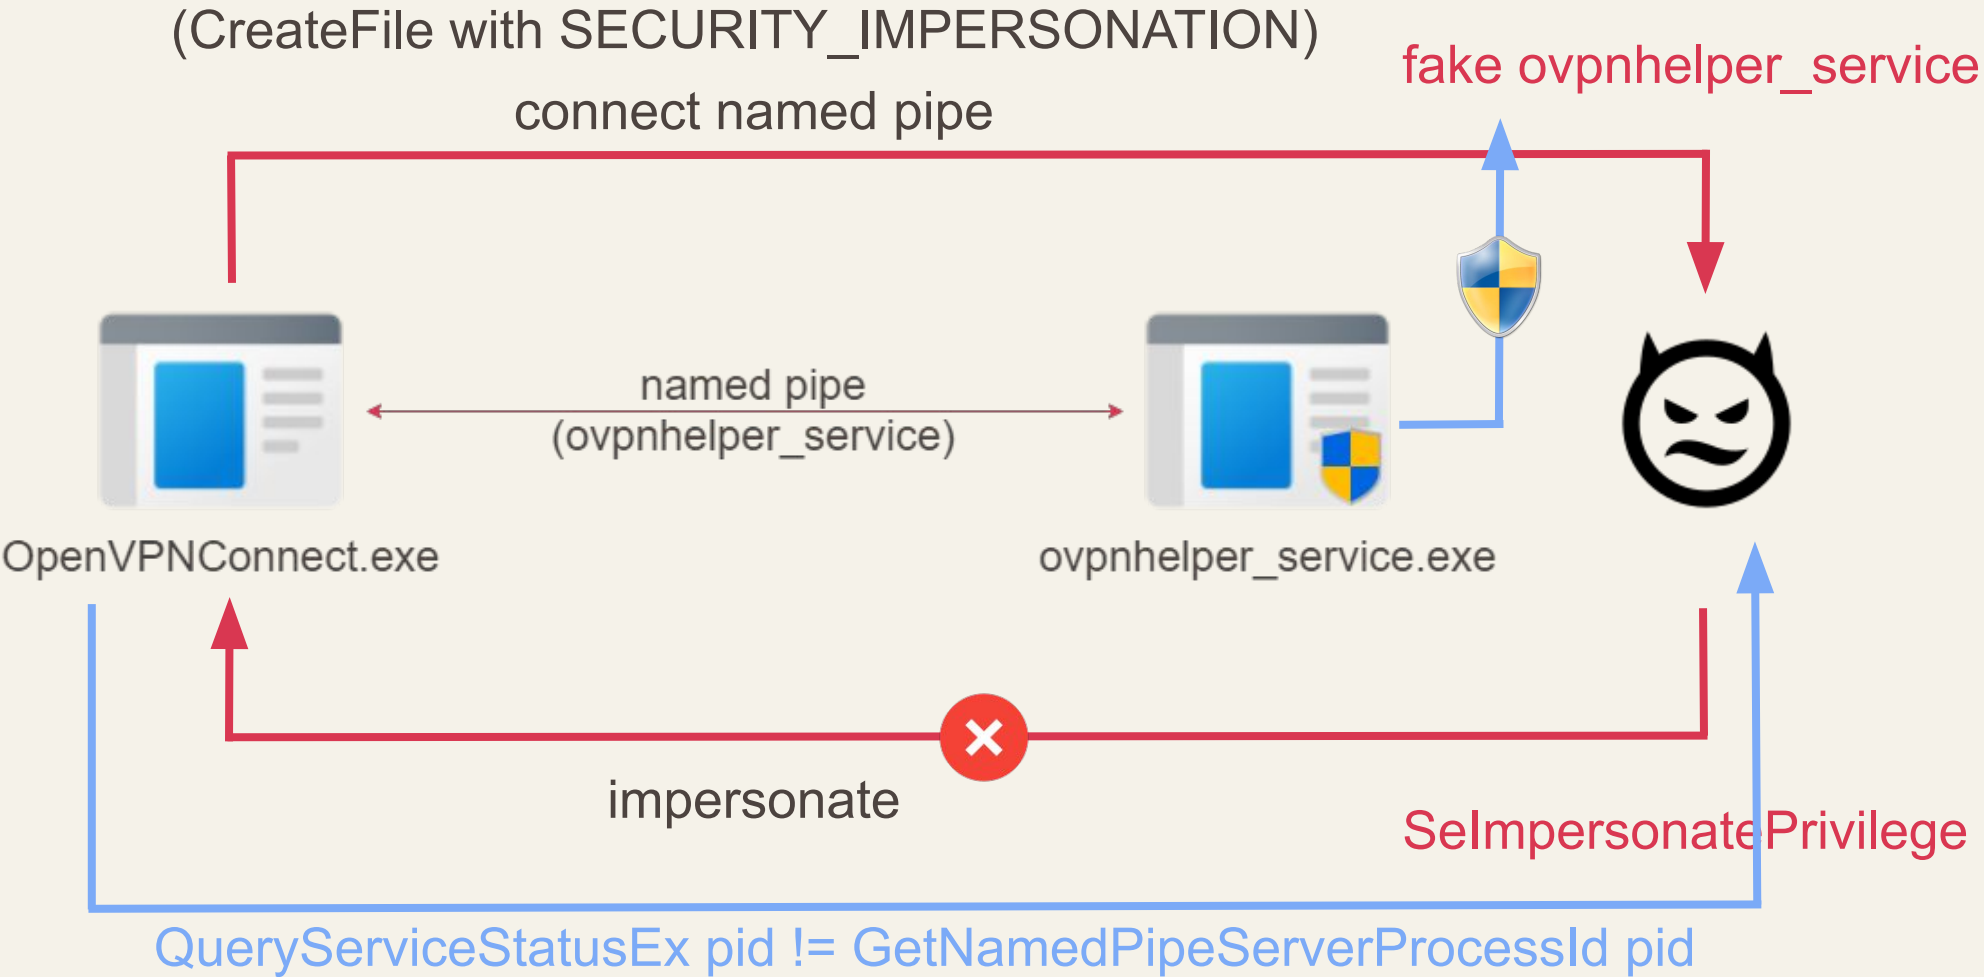 (CreateFile with SECURITY_IMPERSONATION)
fake ovpnhelper_service
connect named pipe
named pipe
(ovpnhelper_service)
OpenVPNConnect.exe
ovpnhelper_service.exe
impersonate
SeImpersonatePrivilege
QueryServiceStatusEx pid != GetNamedPipeServerProcessId pid